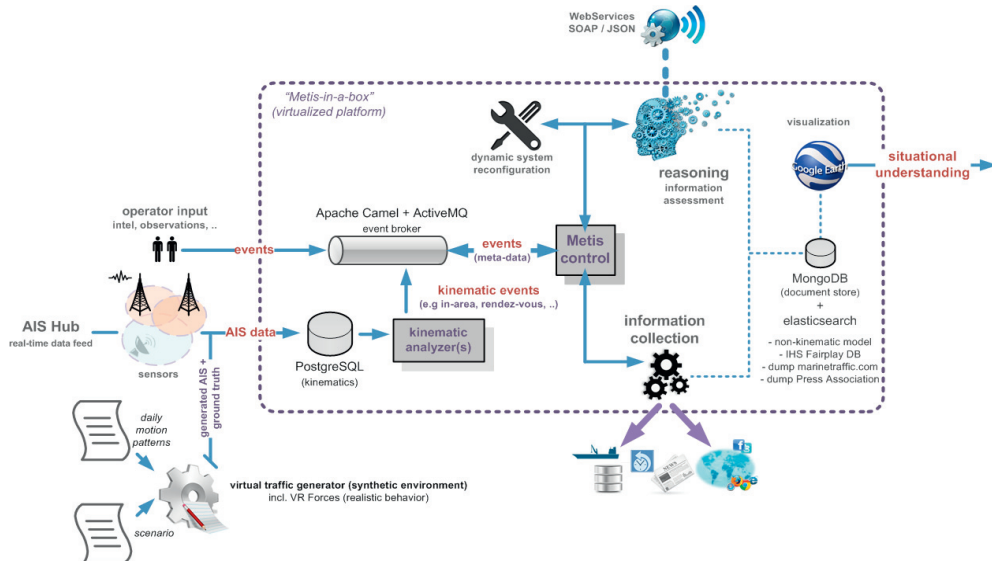 WebServices
SOAP / JSON
"Metis-in-a-box"
(virtualized platform)
dynamic system
reconfiguration
reasoning
information
assessment
visualization
Google Earth
situational
understanding
operator input
intel, observations, ..
events
Apache Camel + ActiveMQ
event broker
events
(meta-data)
Metis
control
kinematic events
(e.g in-area, rendez-vous, ..)
MongoDB
(document store)
+
elasticsearch
- non-kinematic model
- IHS Fairplay DB
- dump marinetraffic.com
- dump Press Association
AIS Hub
real-time data feed
sensors
AIS data
PostgreSQL
(kinematics)
kinematic
analyzer(s)
information
collection
generated AIS +
ground truth
daily
motion
patterns
scenario
virtual traffic generator (synthetic environment)
incl. VR Forces (realistic behavior)
NEWS